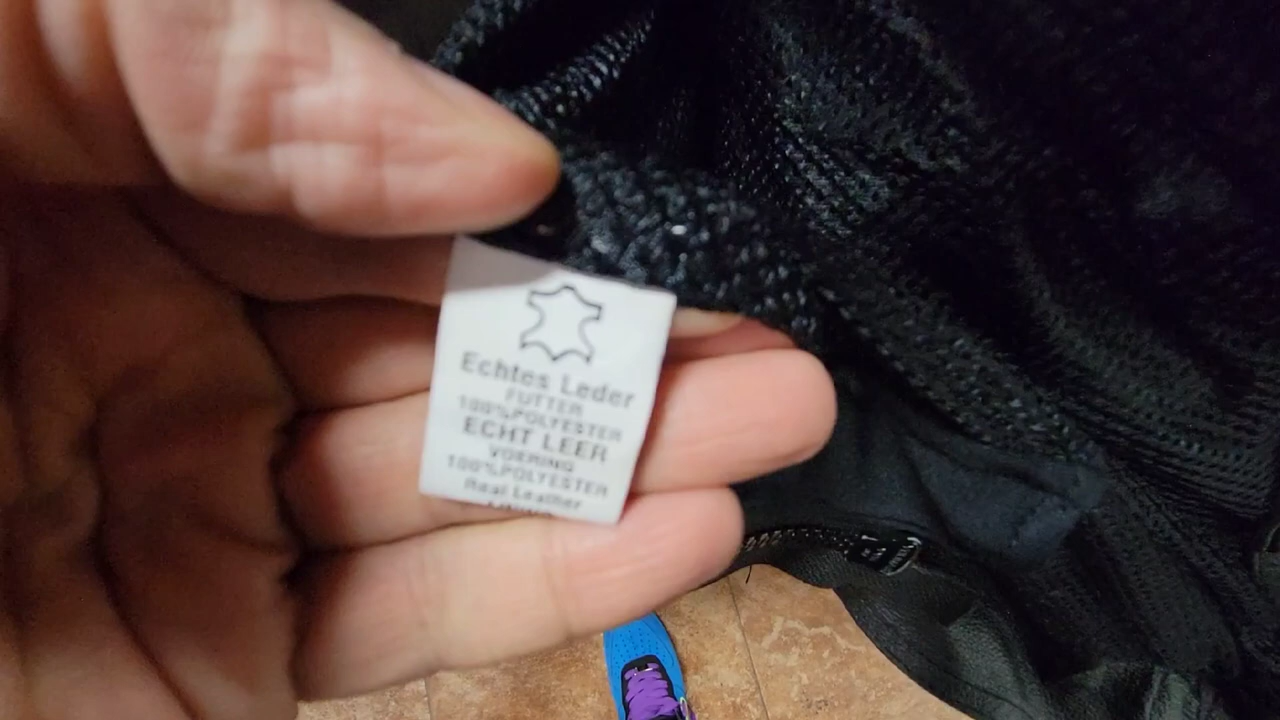 Echtes Leder
FUTTER
100%POLYESTER
ECHT LEER
VOERING
100%POLYESTER
Real Leather